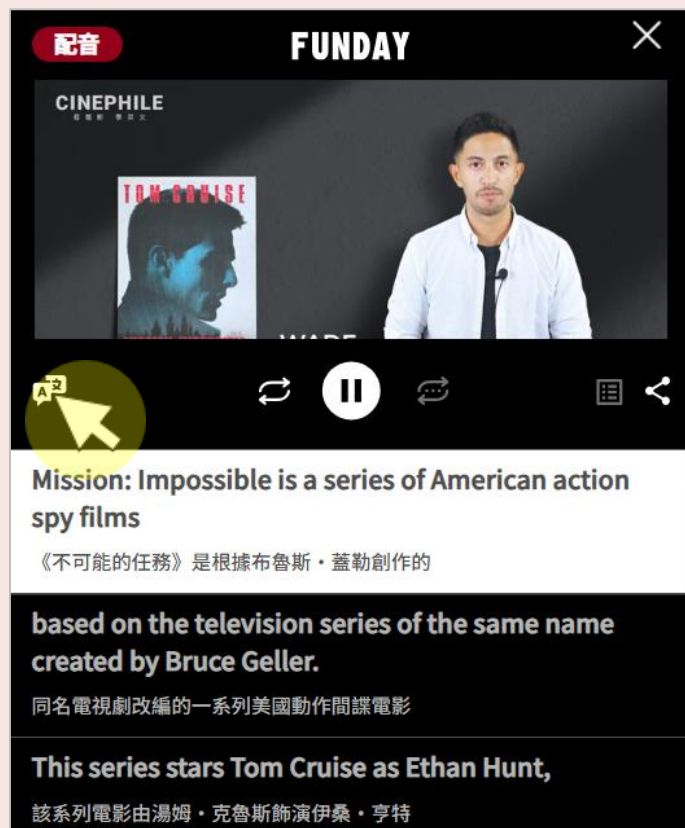 配音
FUNDAY
CINEPHILE
TOM CRUISE
Mission: Impossible is a series of American action
spy films
《不可能的任務》是根據布魯斯・蓋勒創作的
based on the television series of the same name
created by Bruce Geller.
同名電視劇改編的一系列美國動作間諜電影
This series stars Tom Cruise as Ethan Hunt,
該系列電影由湯姆・克魯斯飾演伊桑・亨特